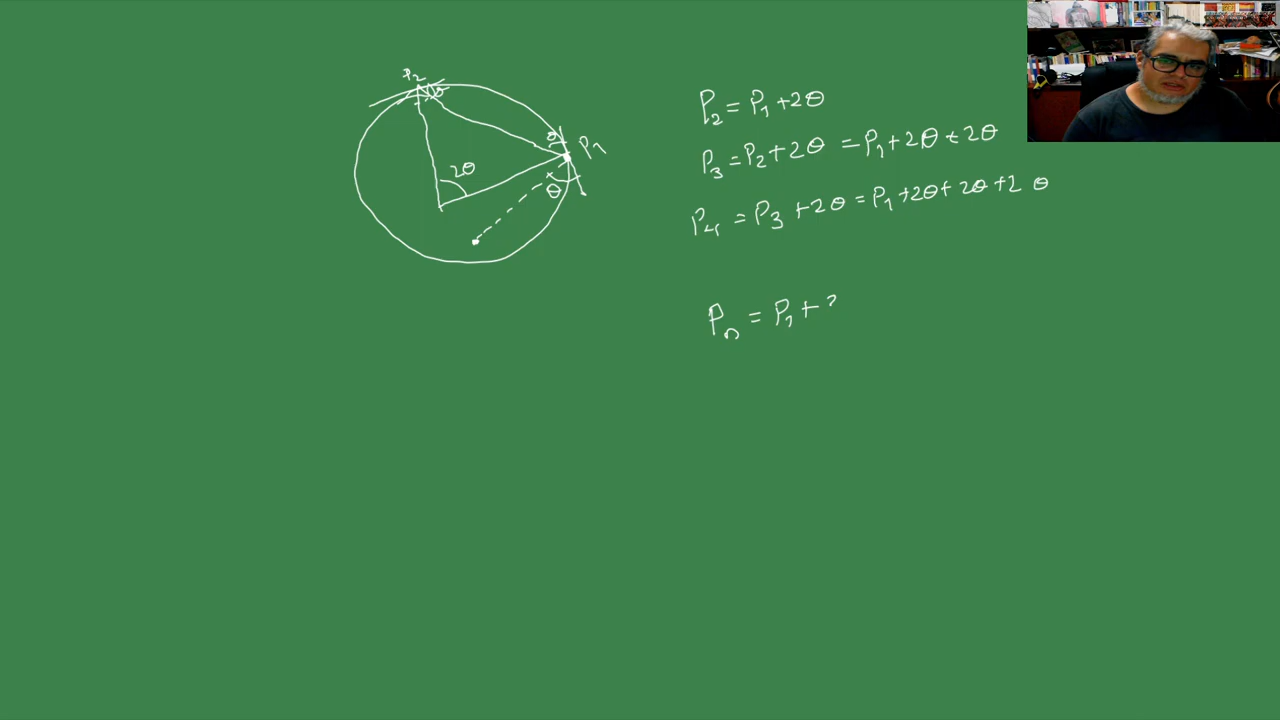 P₂
θ
θ
P₁
2θ
θ
P₂ = P₁ + 2θ
P₃ = P₂ + 2θ = P₁ + 2θ + 2θ
P₄ = P₃ + 2θ = P₁ + 2θ + 2θ + 2θ
Pₙ = P₁ +